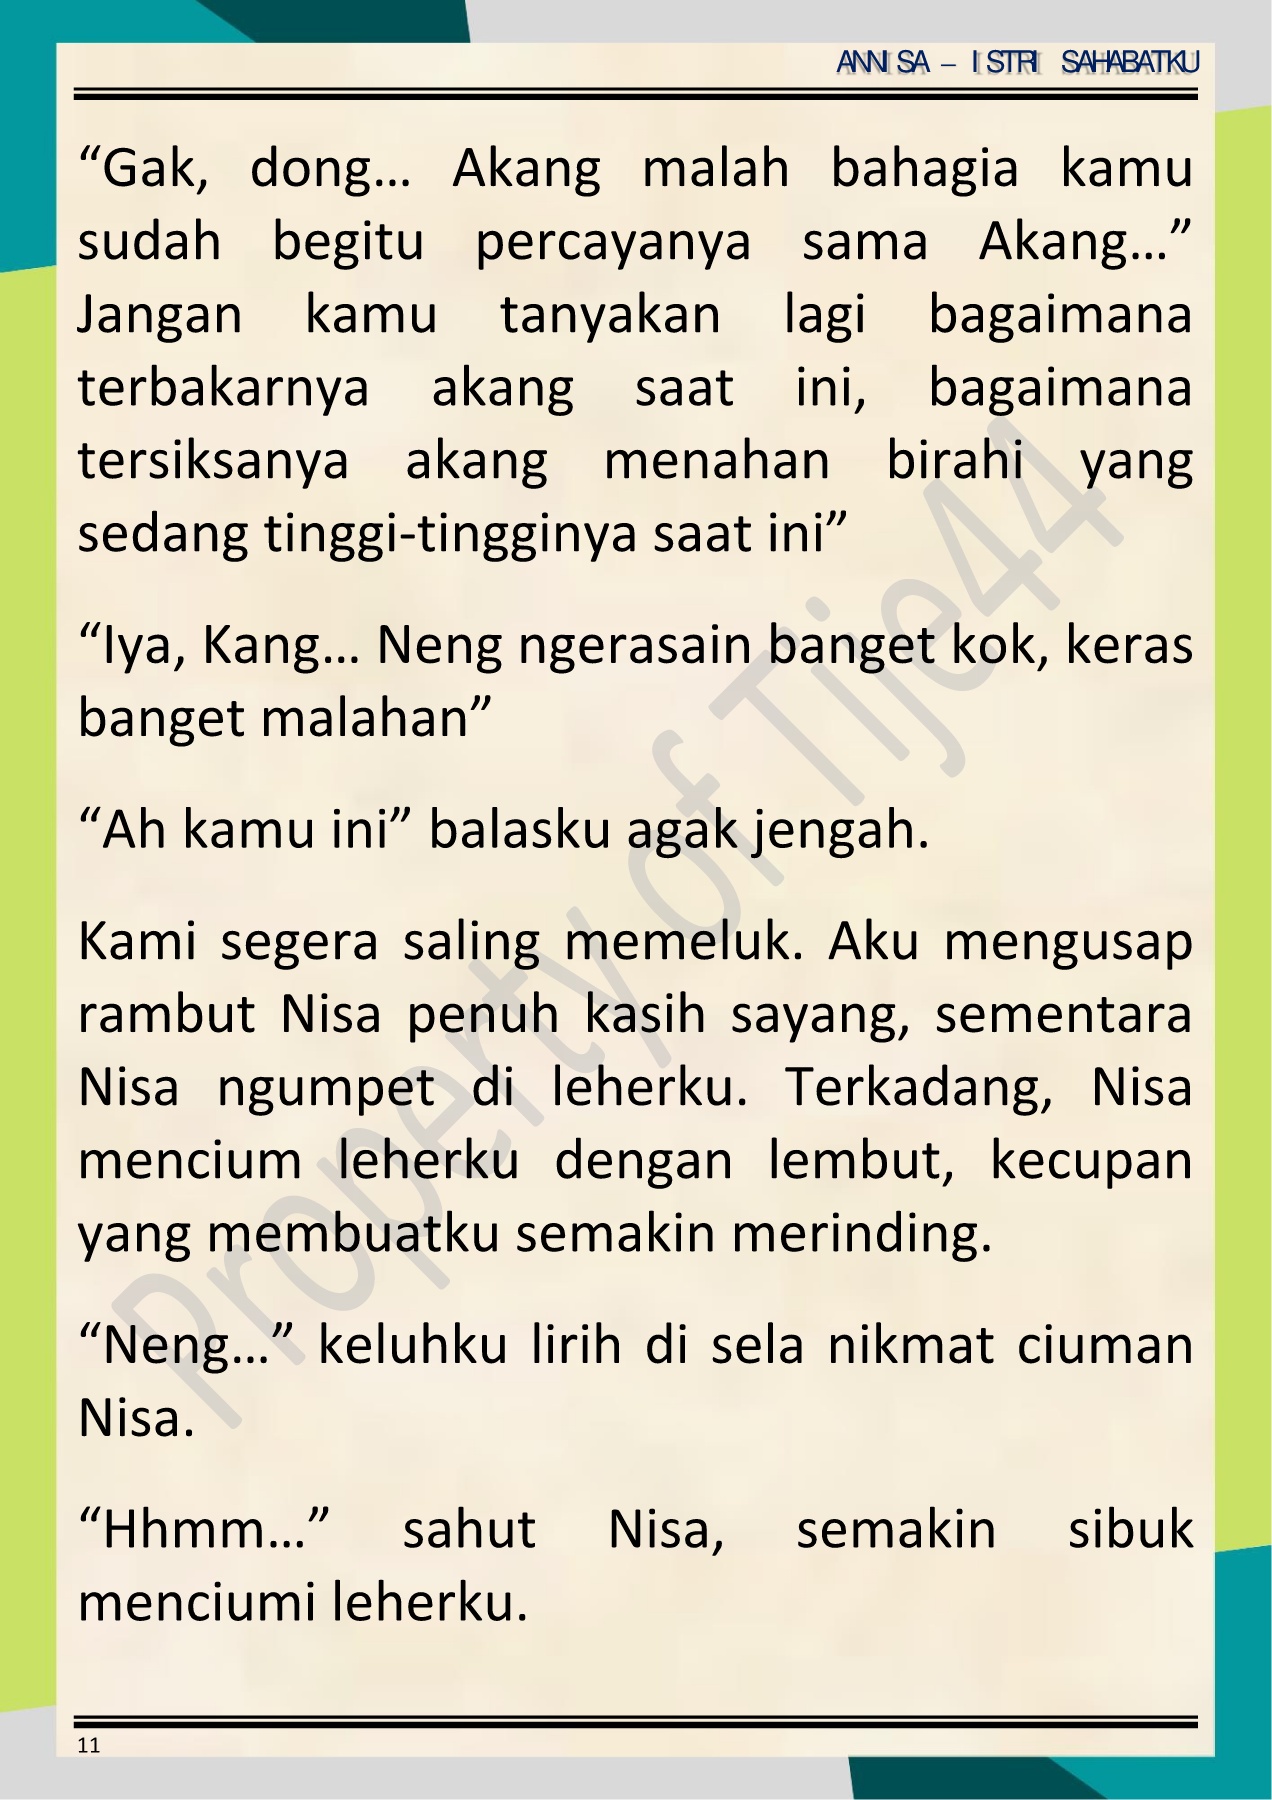 ANNISA – ISTRI SAHABATKU
“Gak, dong… Akang malah bahagia kamu
sudah begitu percayanya sama Akang…”
Jangan kamu tanyakan lagi bagaimana
terbakarnya akang saat ini, bagaimana
tersiksanya akang menahan birahi yang
sedang tinggi-tingginya saat ini”
“Iya, Kang… Neng ngerasain banget kok, keras
banget malahan”
“Ah kamu ini” balasku agak jengah.
Kami segera saling memeluk. Aku mengusap
rambut Nisa penuh kasih sayang, sementara
Nisa ngumpet di leherku. Terkadang, Nisa
mencium leherku dengan lembut, kecupan
yang membuatku semakin merinding.
“Neng…” keluhku lirih di sela nikmat ciuman
Nisa.
“Hhmm…” sahut Nisa, semakin sibuk
menciumi leherku.
Property of Tije44
11